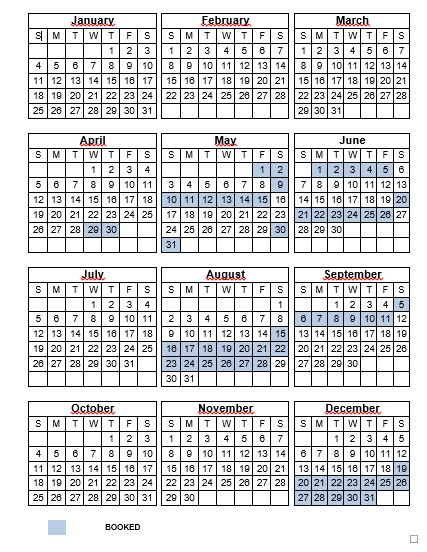 January February March
S M T W T F S S M T W T F S S M T W T F S
1 2 3 1 2 3 4 5 6 7 1 2 3 4 5 6 7
4 5 6 7 8 9 10 8 9 10 11 12 13 14 8 9 10 11 12 13 14
11 12 13 14 15 16 17 15 16 17 18 19 20 21 15 16 17 18 19 20 21
18 19 20 21 22 23 24 22 23 24 25 26 27 28 22 23 24 25 26 27 28
25 26 27 28 29 30 31 29 30 31
April May June
S M T W T F S S M T W T F S S M T W T F S
1 2 3 4 1 2 1 2 3 4 5 6
5 6 7 8 9 10 11 3 4 5 6 7 8 9 7 8 9 10 11 12 13
12 13 14 15 16 17 18 10 11 12 13 14 15 16 14 15 16 17 18 19 20
19 20 21 22 23 24 25 17 18 19 20 21 22 23 21 22 23 24 25 26 27
26 27 28 29 30 24 25 26 27 28 29 30 28 29 30
31
July August September
S M T W T F S S M T W T F S S M T W T F S
1 2 3 4 1 1 2 3 4 5
5 6 7 8 9 10 11 2 3 4 5 6 7 8 6 7 8 9 10 11 12
12 13 14 15 16 17 18 9 10 11 12 13 14 15 13 14 15 16 17 18 19
19 20 21 22 23 24 25 16 17 18 19 20 21 22 20 21 22 23 24 25 26
26 27 28 29 30 31 23 24 25 26 27 28 29 27 28 29 30
30 31
October November December
S M T W T F S S M T W T F S S M T W T F S
1 2 3 1 2 3 4 5 6 7 1 2 3 4 5
4 5 6 7 8 9 10 8 9 10 11 12 13 14 6 7 8 9 10 11 12
11 12 13 14 15 16 17 15 16 17 18 19 20 21 13 14 15 16 17 18 19
18 19 20 21 22 23 24 22 23 24 25 26 27 28 20 21 22 23 24 25 26
25 26 27 28 29 30 31 29 30 27 28 29 30 31
BOOKED